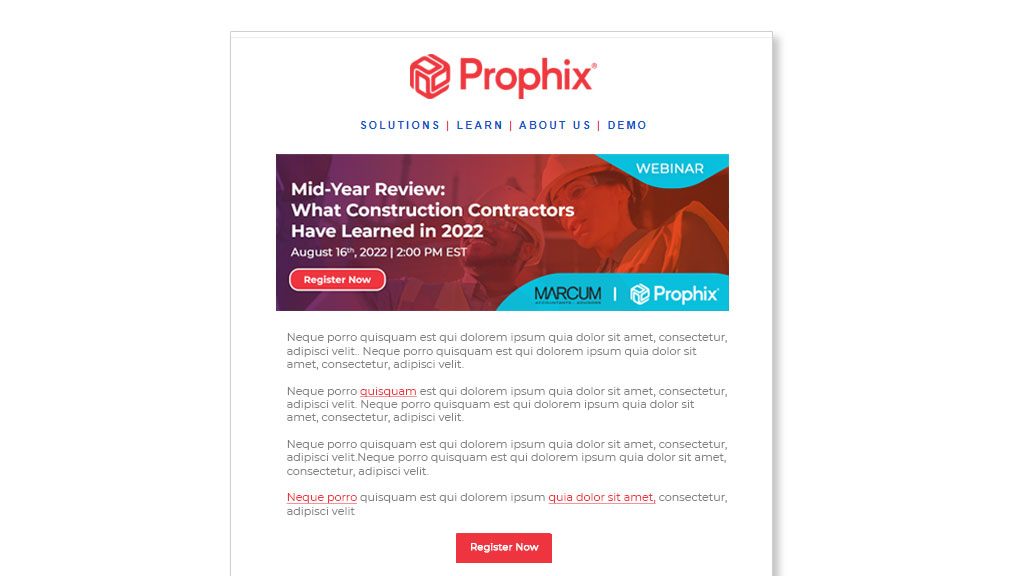 Prophix®
SOLUTIONS | LEARN | ABOUT US | DEMO
WEBINAR
Mid-Year Review:
What Construction Contractors
Have Learned in 2022
August 16th, 2022 | 2:00 PM EST
Register Now
MARCUM | Prophix
ACCOUNTANTS • ADVISORS
Neque porro quisquam est qui dolorem ipsum quia dolor sit amet, consectetur,
adipisci velit.. Neque porro quisquam est qui dolorem ipsum quia dolor sit
amet, consectetur, adipisci velit.
Neque porro quisquam est qui dolorem ipsum quia dolor sit amet, consectetur,
adipisci velit. Neque porro quisquam est qui dolorem ipsum quia dolor sit
amet, consectetur, adipisci velit.
Neque porro quisquam est qui dolorem ipsum quia dolor sit amet, consectetur,
adipisci velit.Neque porro quisquam est qui dolorem ipsum quia dolor sit amet,
consectetur, adipisci velit.
Neque porro quisquam est qui dolorem ipsum quia dolor sit amet, consectetur,
adipisci velit
Register Now